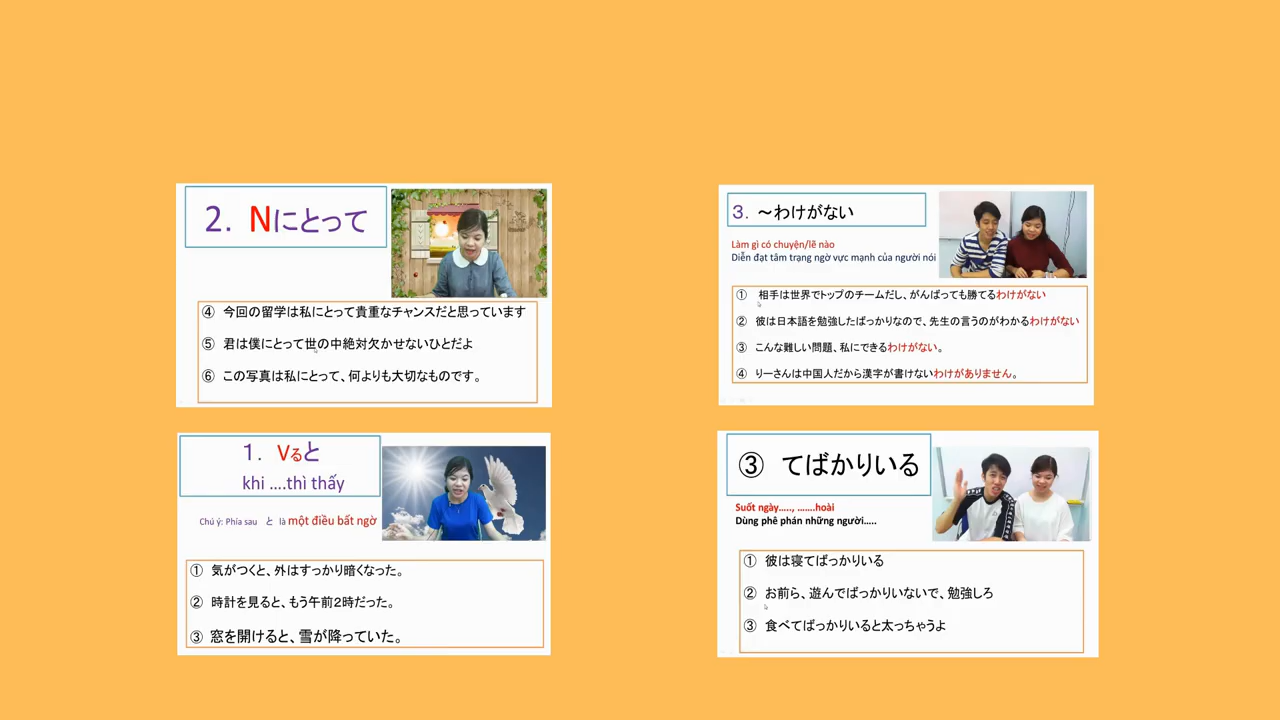 2. Nにとって
④ 今回の留学は私にとって貴重なチャンスだと思っています
⑤ 君は僕にとって世の中絶対欠かせないひとだよ
⑥ この写真は私にとって、何よりも大切なものです。
3. ～わけがない
Làm gì có chuyện/lẽ nào
Diễn đạt tâm trạng ngờ vực mạnh của người nói
① 相手は世界でトップのチームだし、がんばっても勝てるわけがない
② 彼は日本語を勉強したばっかりなので、先生の言うのがわかるわけがない
③ こんな難しい問題、私にできるわけがない。
④ りーさんは中国人だから漢字が書けないわけがありません。
1. Vると
khi ....thì thấy
Chú ý: Phía sau と là một điều bất ngờ
① 気がつくと、外はすっかり暗くなった。
② 時計を見ると、もう午前2時だった。
③ 窓を開けると、雪が降っていた。
③ てばかりいる
Suốt ngày....., .......hoài
Dùng phê phán những người.....
① 彼は寝てばっかりいる
② お前ら、遊んでばっかりいないで、勉強しろ
③ 食べてばっかりいると太っちゃうよ